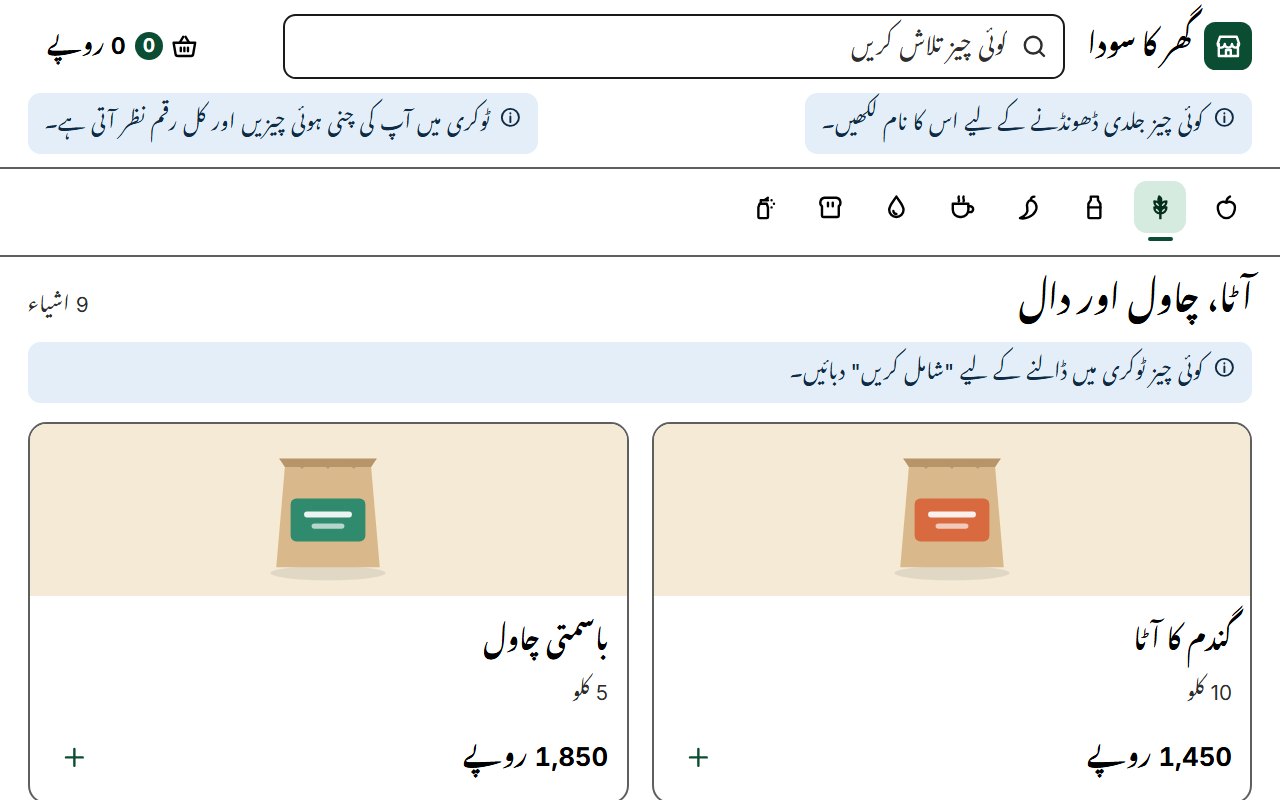 گھر کا سودا
کوئی چیز تلاش کریں
0 0 روپے
کوئی چیز جلدی ڈھونڈنے کے لیے اس کا نام لکھیں۔
ٹوکری میں آپ کی چنی ہوئی چیزیں اور کل رقم نظر آتی ہے۔
آٹا، چاول اور دال
9 اشیاء
کوئی چیز ٹوکری میں ڈالنے کے لیے "شامل کریں" دبائیں۔
گندم کا آٹا
10 کلو
1,450 روپے
باسمتی چاول
5 کلو
1,850 روپے